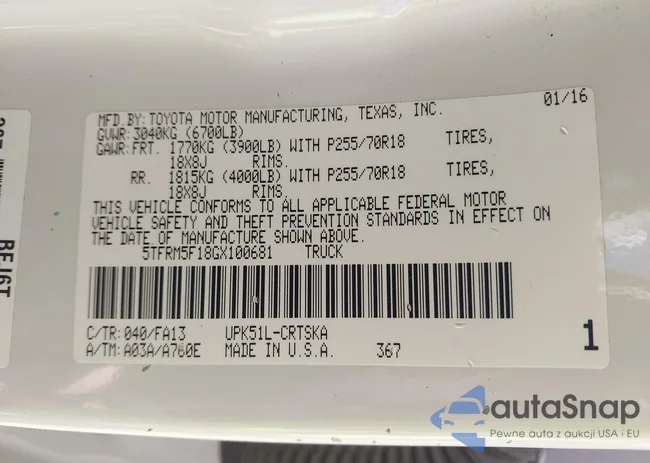 01/16
MFD.BY:TOYOTA MOTOR MANUFACTURING, TEXAS, INC.
GVWR:3040KG (6700LB)
GAWR:FRT. 1770KG (3900LB) WITH P255/70R18 TIRES,
18X8J RIMS.
RR. 1815KG (4000LB) WITH P255/70R18 TIRES,
18X8J RIMS.
THIS VEHICLE CONFORMS TO ALL APPLICABLE FEDERAL MOTOR
VEHICLE SAFETY AND THEFT PREVENTION STANDARDS IN EFFECT ON
THE DATE OF MANUFACTURE SHOWN ABOVE.
5TFRM5F18GX100681 TRUCK
C/TR:040/FA13 UPK51L-CRTSKA
A/TM:A03A/A760E MADE IN U.S.A. 367
1
autaSnap
Pewne auta z aukcji USA i EU